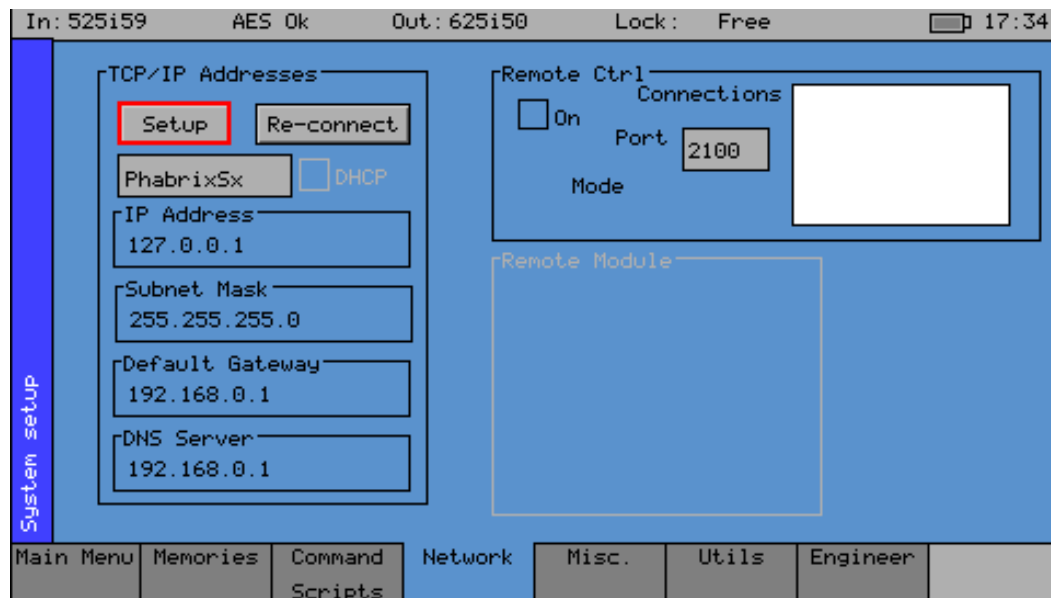 In:525i59 AES Ok Out:625i50 Lock: Free 17:34
System setup
TCP/IP Addresses
Setup Re-connect
PhabrixSx DHCP
IP Address
127.0.0.1
Subnet Mask
255.255.255.0
Default Gateway
192.168.0.1
DNS Server
192.168.0.1
Remote Ctrl
Connections
On
Port 2100
Mode
Remote Module
Main Menu Memories Command Scripts Network Misc. Utils Engineer